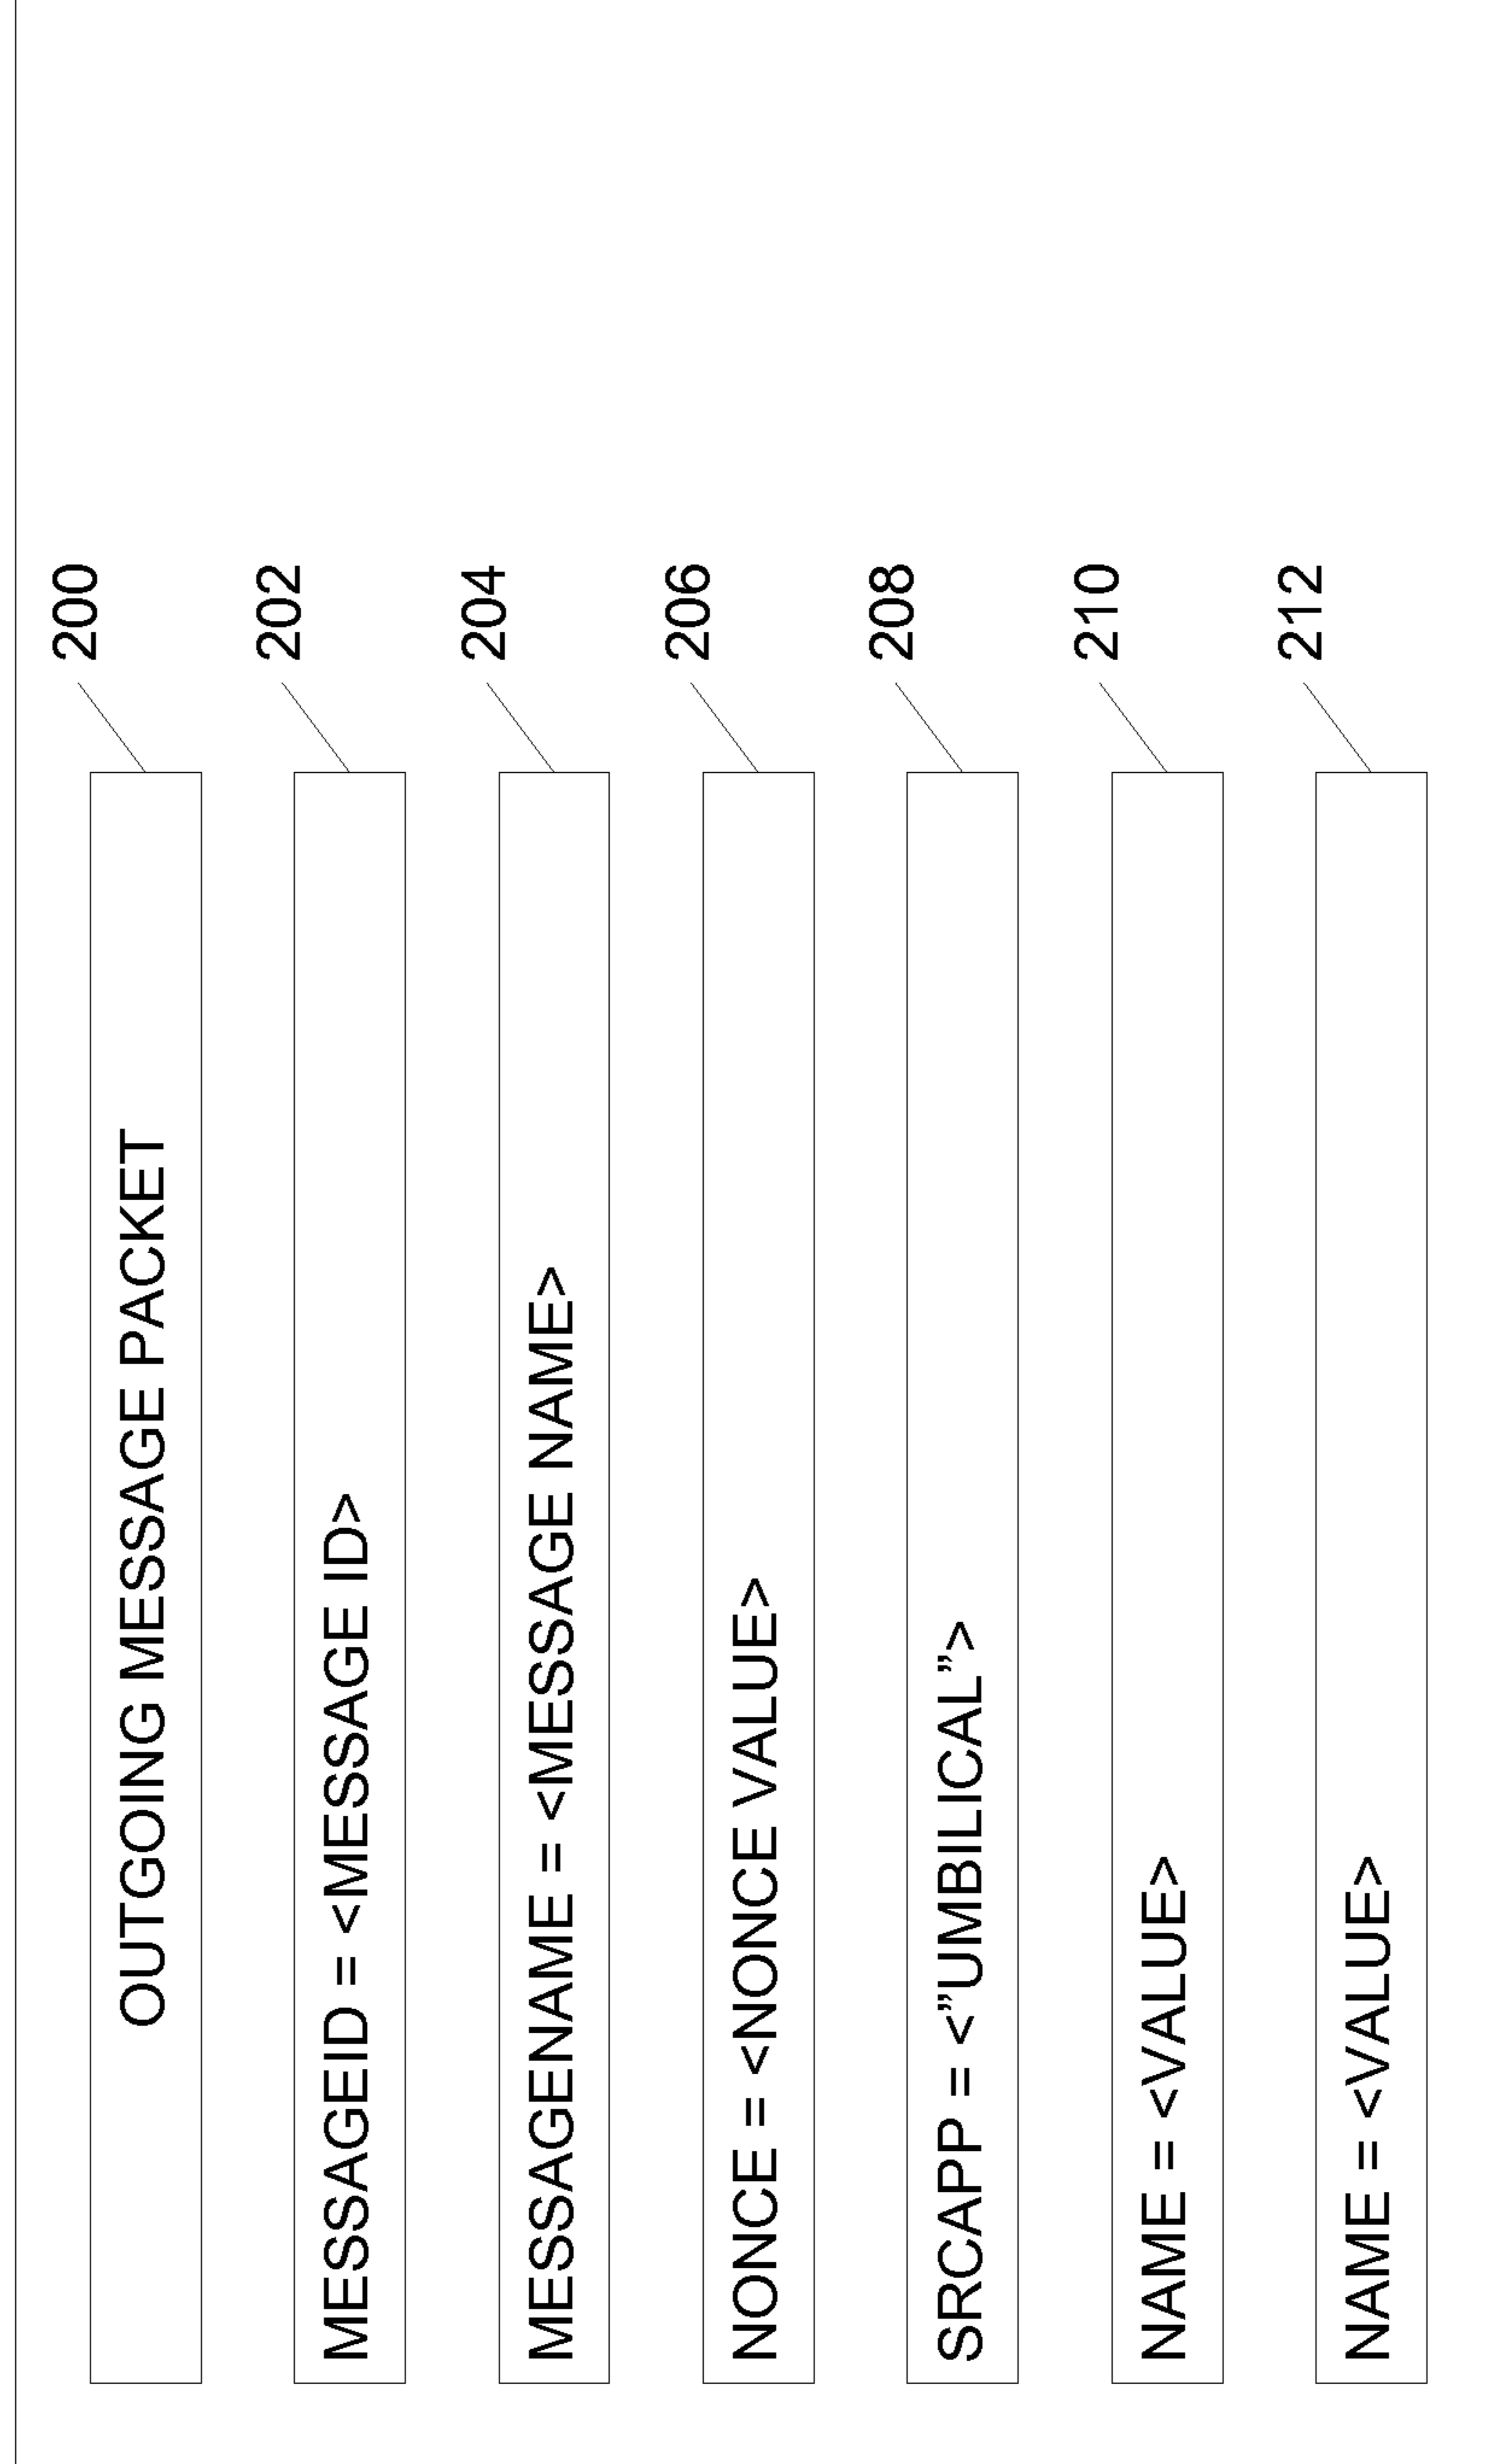 OUTGOING MESSAGE PACKET 200
MESSAGEID = <MESSAGE ID> 202
MESSAGENAME = <MESSAGE NAME> 204
NONCE = <NONCE VALUE> 206
SRCAPP = <”UMBILICAL”> 208
NAME = <VALUE> 210
NAME = <VALUE> 212